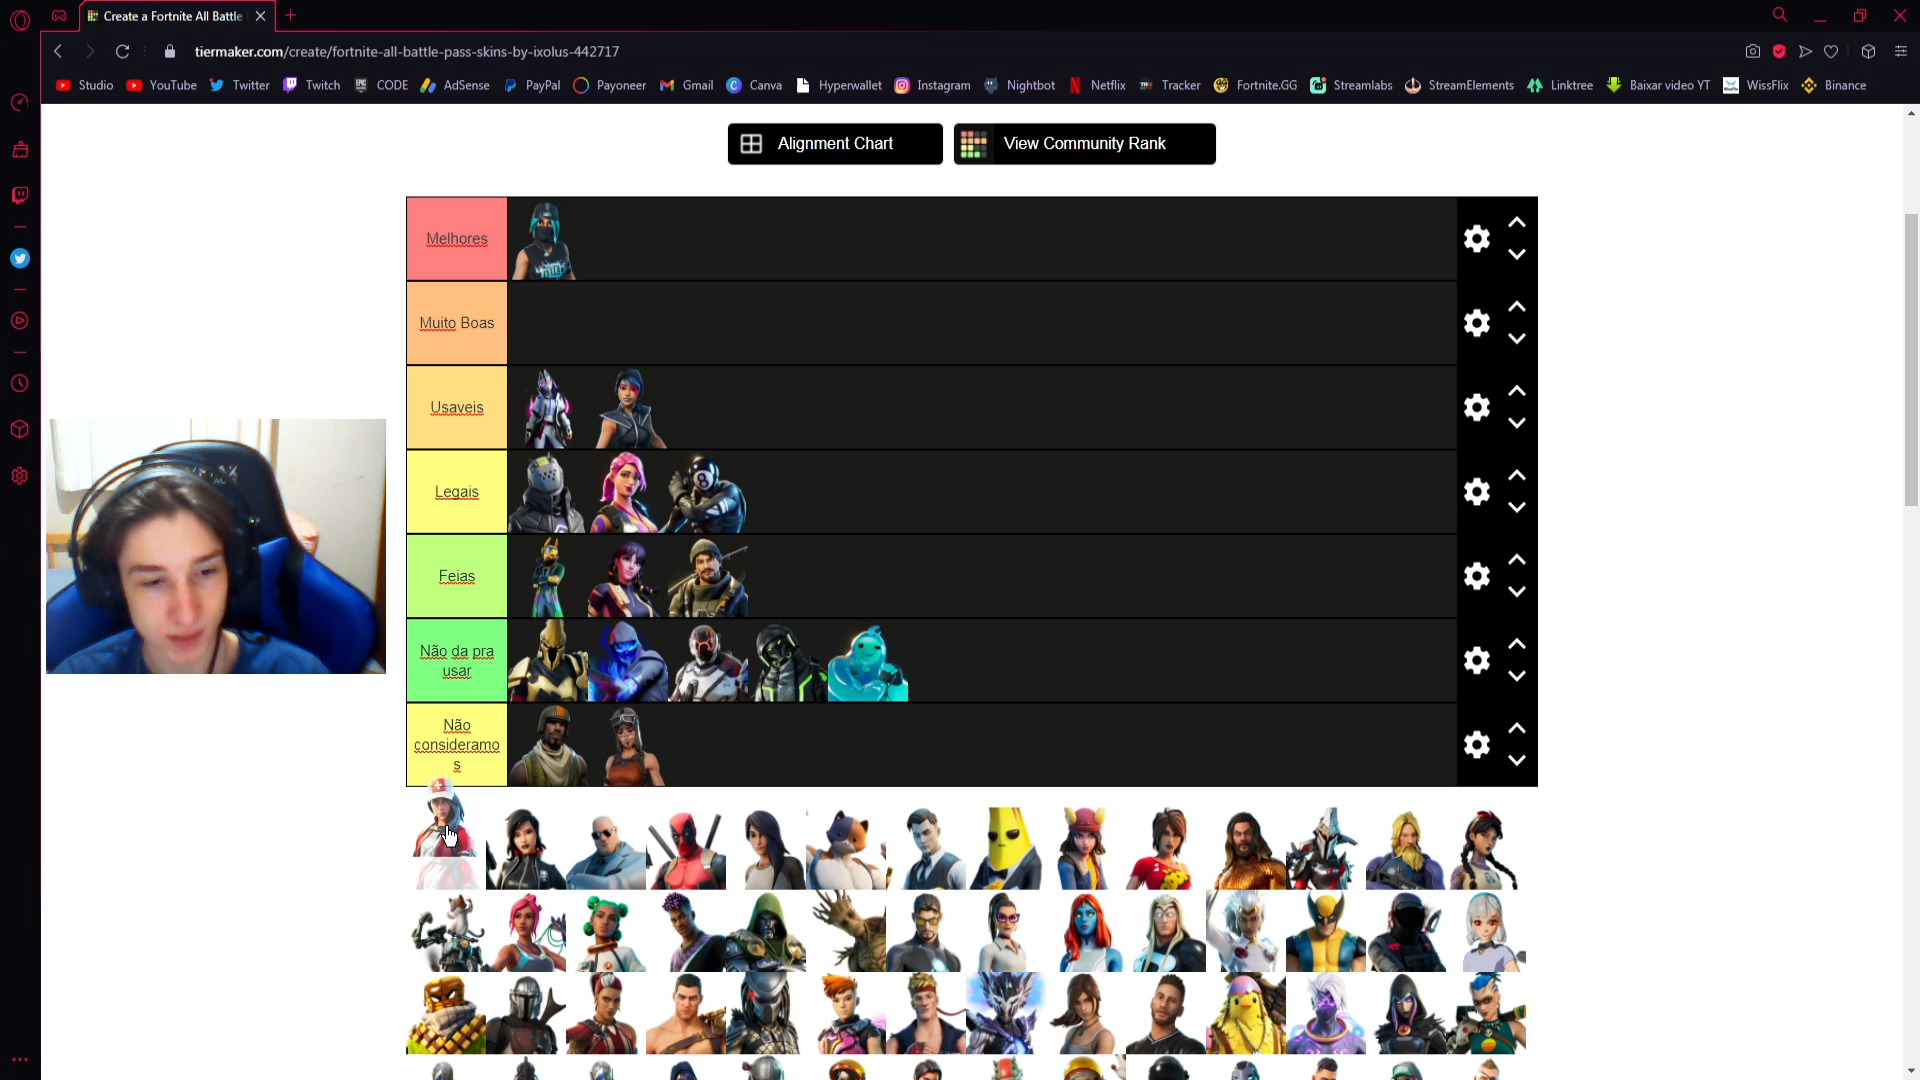 Create a Fortnite All Battle
tiermaker.com/create/fortnite-all-battle-pass-skins-by-ixolus-442717
Studio YouTube Twitter Twitch CODE AdSense PayPal Payoneer Gmail Canva Hyperwallet Instagram Nightbot Netflix Tracker Fortnite.GG Streamlabs StreamElements Linktree Baixar video YT WissFlix Binance
Alignment Chart
View Community Rank
Melhores
Muito Boas
Usaveis
Legais
8
Feias
Não da pra
usar
Não
consideramo
s